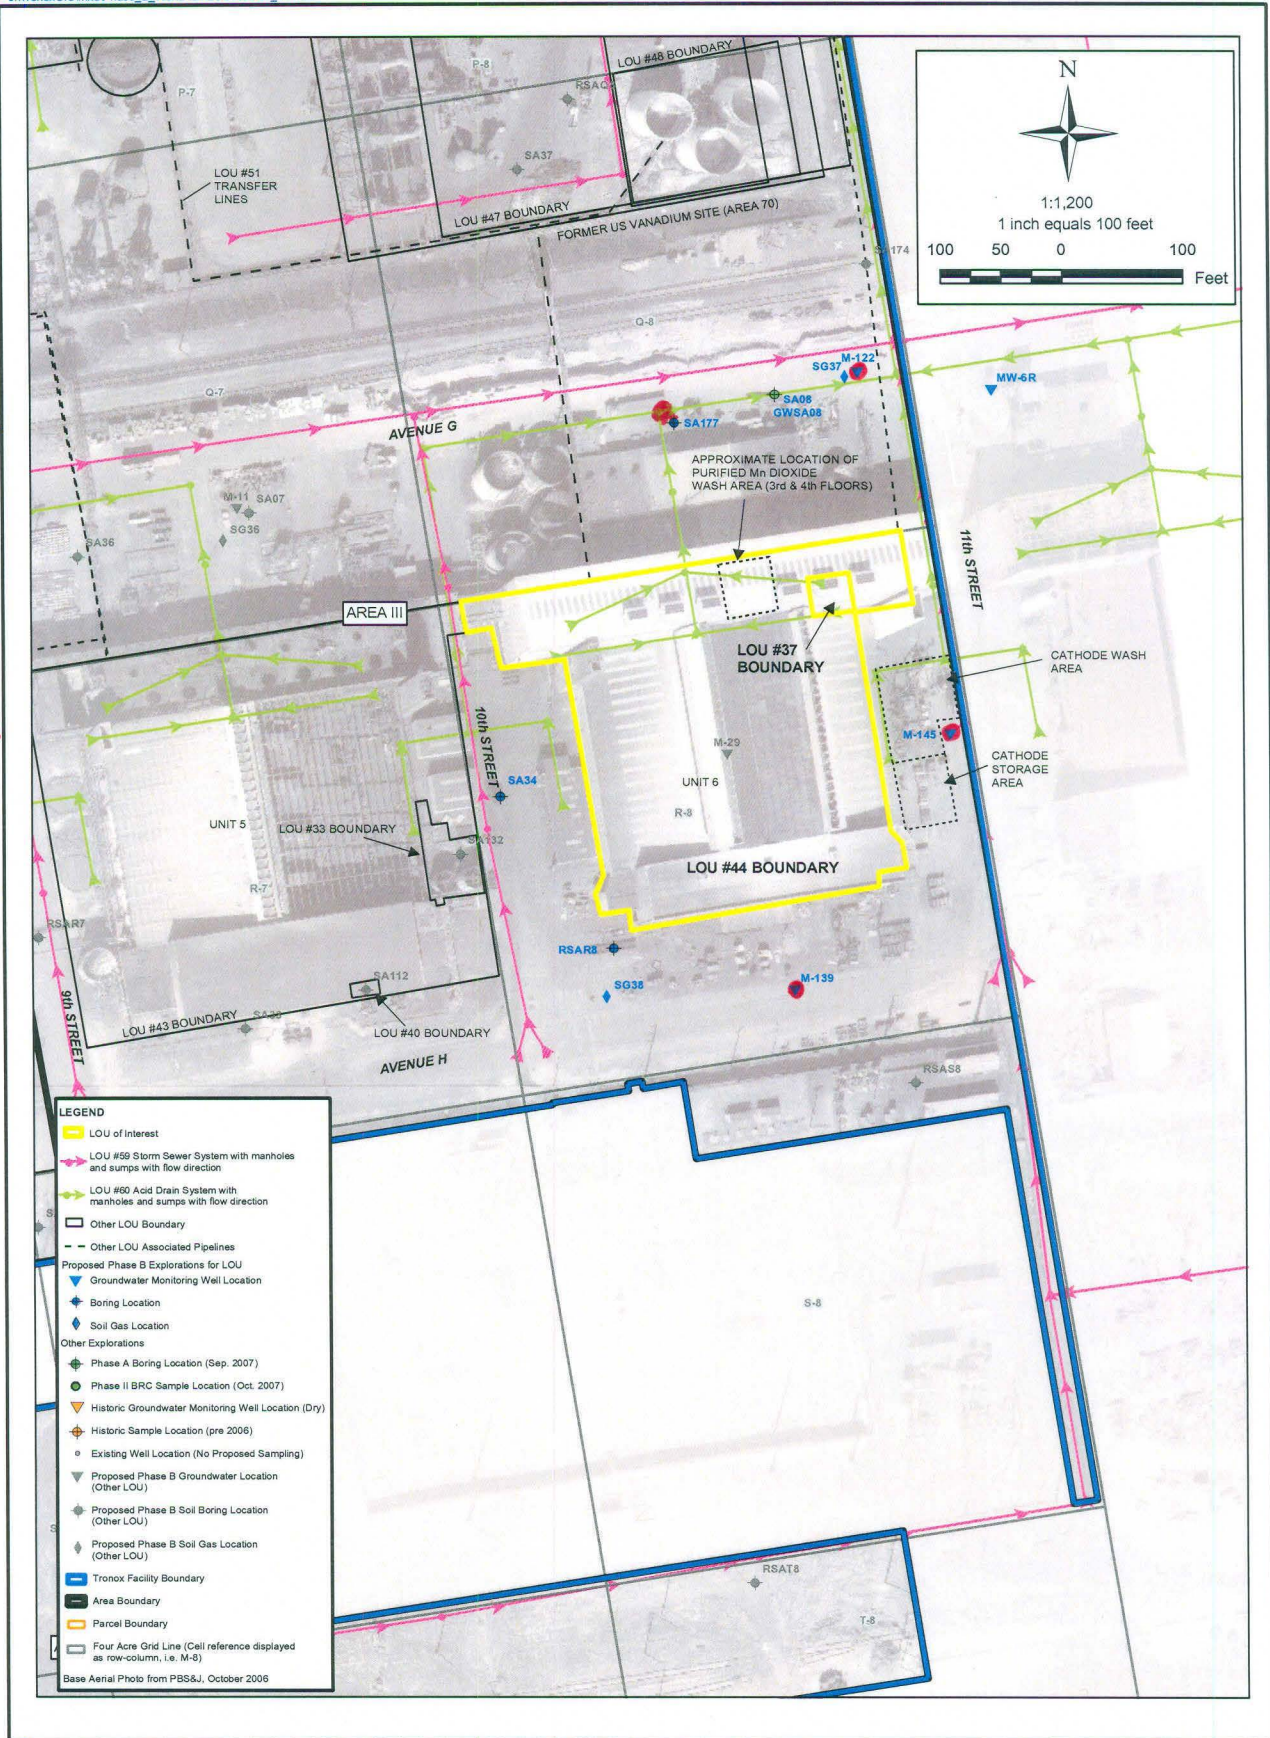 LOU #48 BOUNDARY
P-8
P-7
SA37
LOU #51
TRANSFER
LINES
LOU #47 BOUNDARY
FORMER US VANADIUM SITE (AREA 70)
N
1:1,200
1 inch equals 100 feet
100 50 0 100
Feet
Q-8
Q-7
AVENUE G
SG37
M-122
MW-6R
SA08
GWSA08
SA177
APPROXIMATE LOCATION OF
PURIFIED Mn DIOXIDE
WASH AREA (3rd & 4th FLOORS)
M-11
SA07
SG36
SA36
11th STREET
AREA III
LOU #37
BOUNDARY
CATHODE WASH
AREA
10th STREET
M-145
M-29
UNIT 6
CATHODE
STORAGE
AREA
SA34
R-8
UNIT 5
LOU #33 BOUNDARY
SA132
LOU #44 BOUNDARY
R-7
RSAR7
RSAR8
SG38
M-139
SA112
9th STREET
LOU #43 BOUNDARY
LOU #40 BOUNDARY
AVENUE H
RSAS8
S-8
RSAT8
T-8
LEGEND
LOU of Interest
LOU #59 Storm Sewer System with manholes
and sumps with flow direction
LOU #60 Acid Drain System with
manholes and sumps with flow direction
Other LOU Boundary
Other LOU Associated Pipelines
Proposed Phase B Explorations for LOU
Groundwater Monitoring Well Location
Boring Location
Soil Gas Location
Other Explorations
Phase A Boring Location (Sep. 2007)
Phase II BRC Sample Location (Oct. 2007)
Historic Groundwater Monitoring Well Location (Dry)
Historic Sample Location (pre 2006)
Existing Well Location (No Proposed Sampling)
Proposed Phase B Groundwater Location
(Other LOU)
Proposed Phase B Soil Boring Location
(Other LOU)
Proposed Phase B Soil Gas Location
(Other LOU)
Tronox Facility Boundary
Area Boundary
Parcel Boundary
Four Acre Grid Line (Cell reference displayed
as row-column, i.e. M-8)
Base Aerial Photo from PBS&J, October 2006